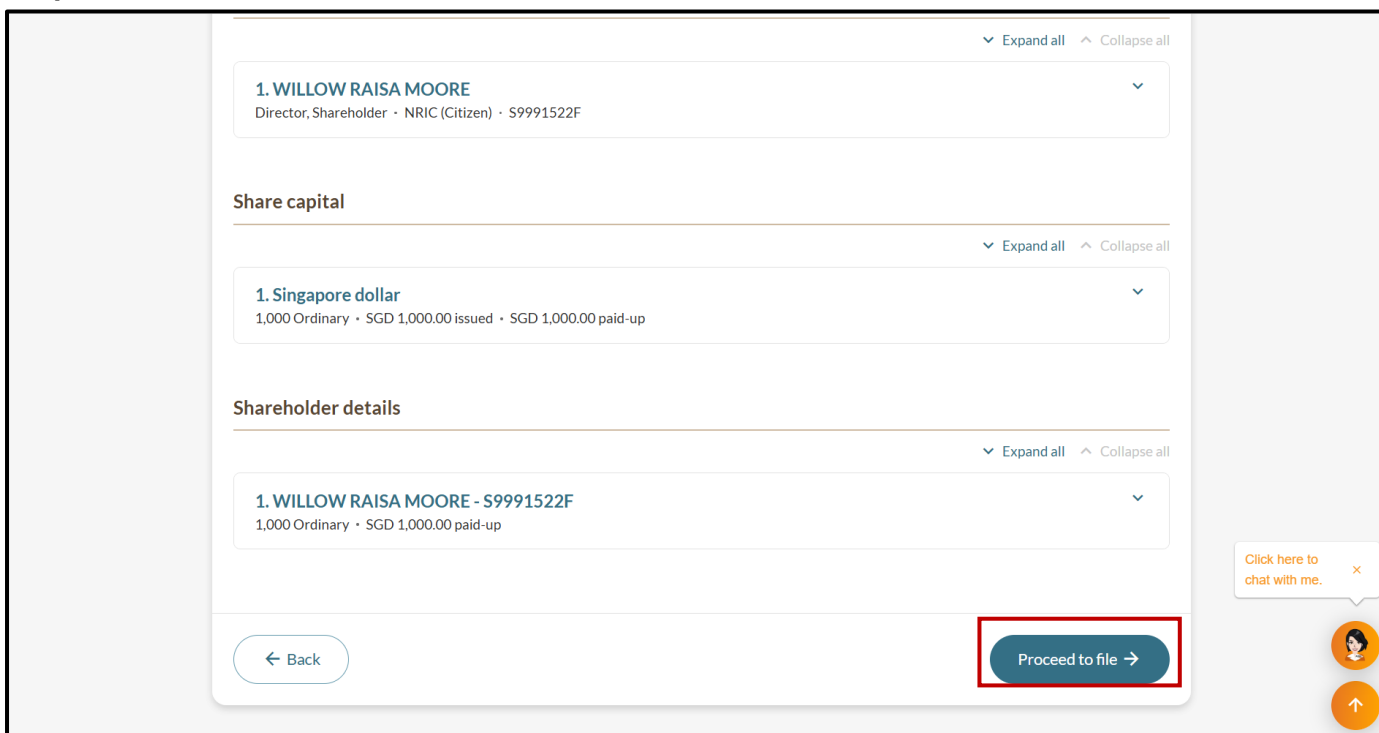 Expand all Collapse all
1. WILLOW RAISA MOORE
Director, Shareholder • NRIC (Citizen) • S9991522F
Share capital
Expand all Collapse all
1. Singapore dollar
1,000 Ordinary • SGD 1,000.00 issued • SGD 1,000.00 paid-up
Shareholder details
Expand all Collapse all
1. WILLOW RAISA MOORE - S9991522F
1,000 Ordinary • SGD 1,000.00 paid-up
Click here to
chat with me.
Back
Proceed to file